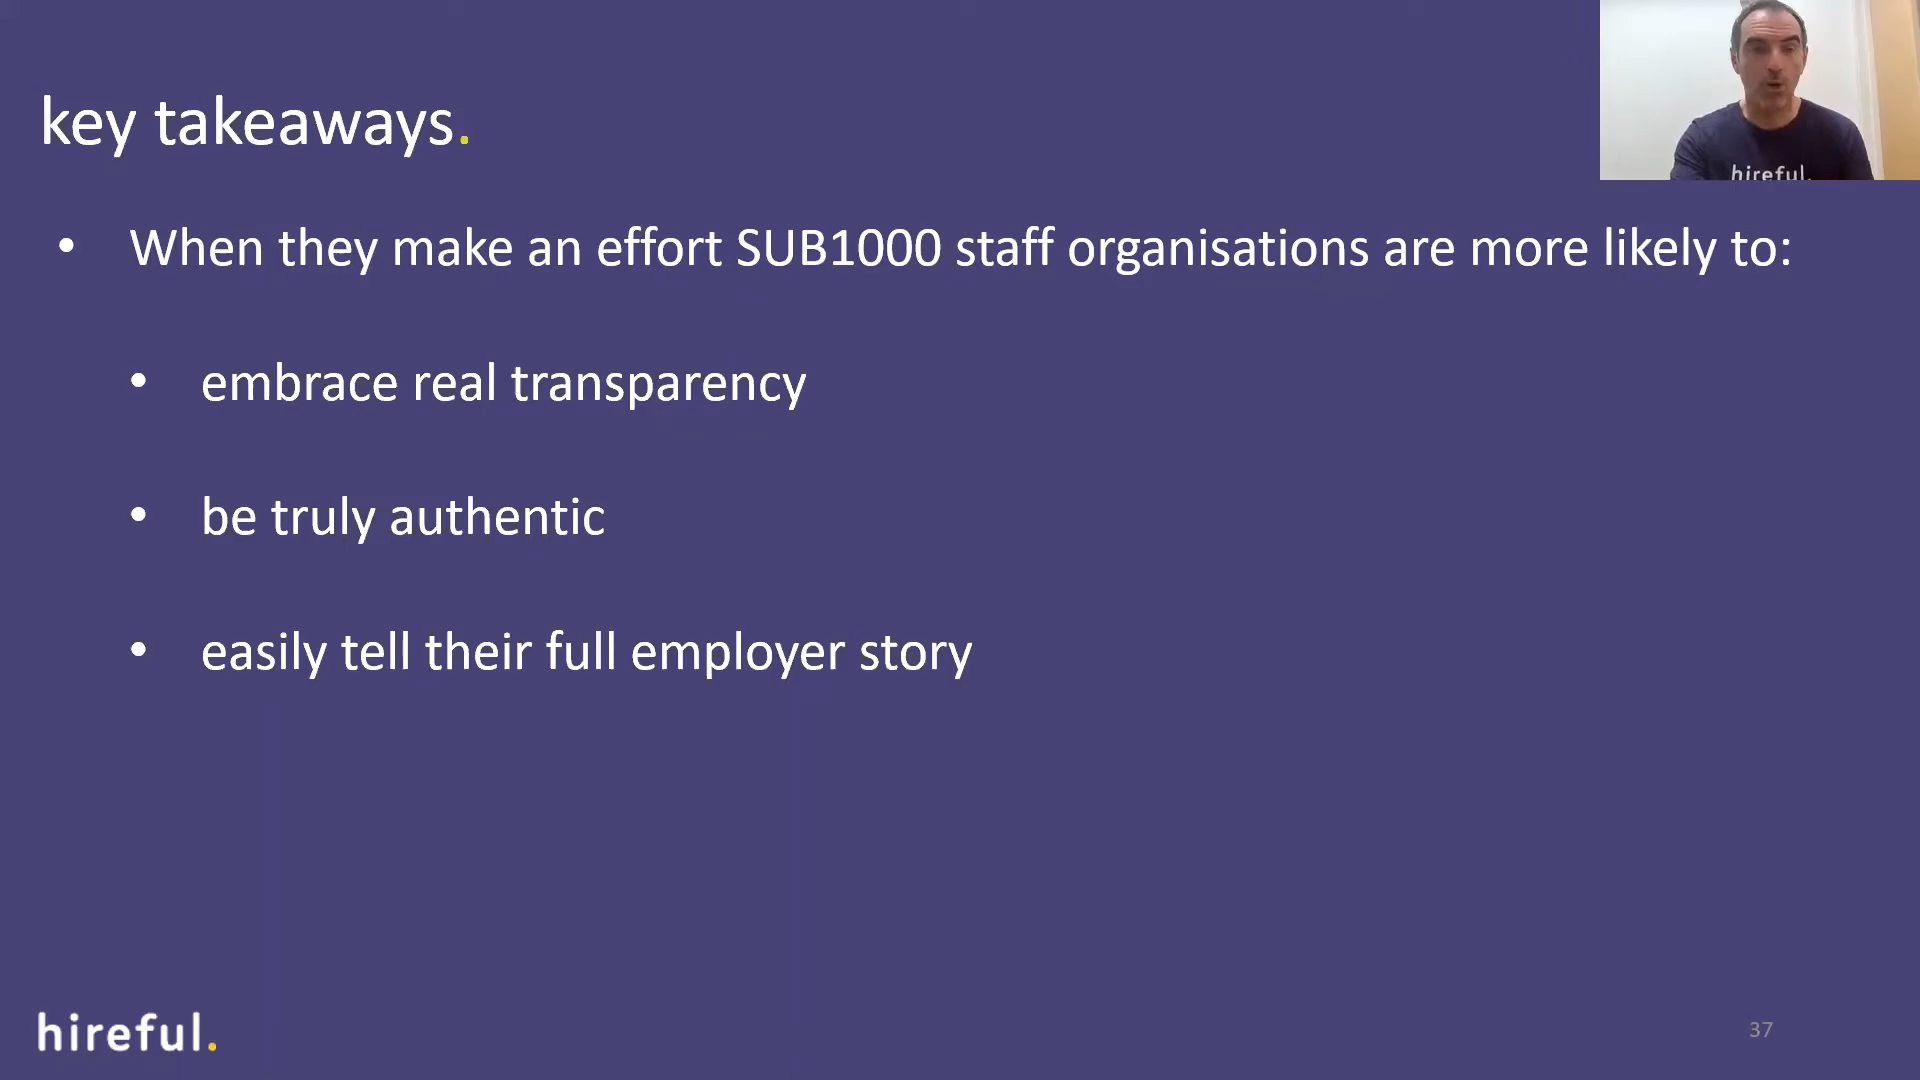 key takeaways.
hireful.
• When they make an effort SUB1000 staff organisations are more likely to:
• embrace real transparency
• be truly authentic
• easily tell their full employer story
hireful.
37